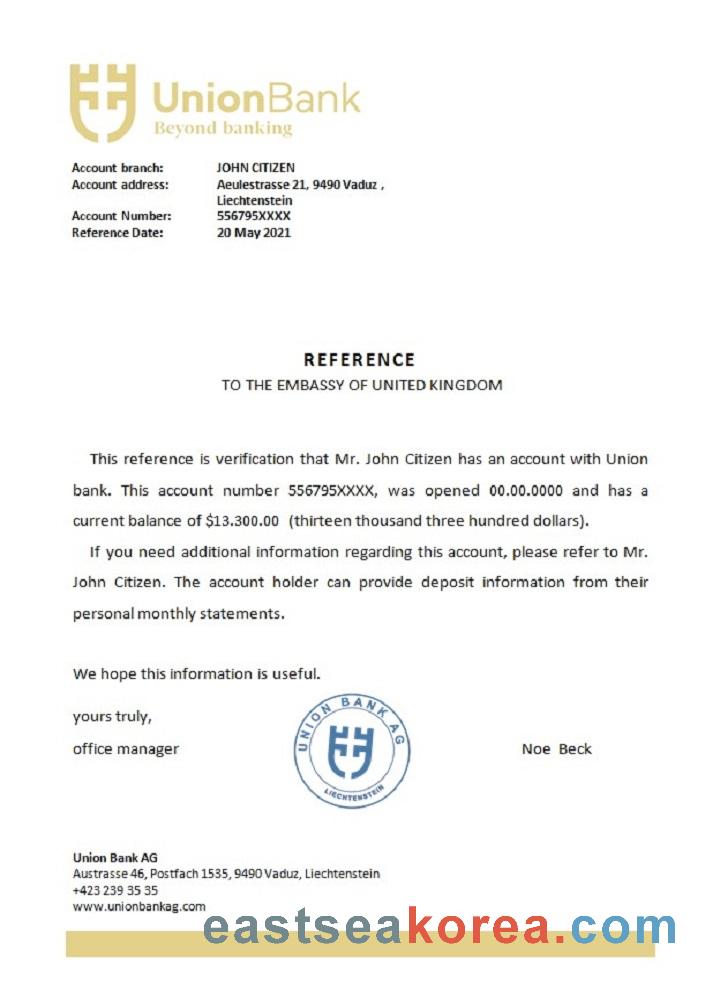 UnionBank
Beyond banking
Account branch: JOHN CITIZEN
Account address: Aeulestrasse 21, 9490 Vaduz ,
Liechtenstein
Account Number: 556795XXXX
Reference Date: 20 May 2021
REFERENCE
TO THE EMBASSY OF UNITED KINGDOM
This reference is verification that Mr. John Citizen has an account with Union
bank. This account number 556795XXXX, was opened 00.00.0000 and has a
current balance of $13.300.00 (thirteen thousand three hundred dollars).
If you need additional information regarding this account, please refer to Mr.
John Citizen. The account holder can provide deposit information from their
personal monthly statements.
We hope this information is useful.
yours truly,
office manager
UNION BANK AG
LIECHTENSTEIN
Noe Beck
Union Bank AG
Austrasse 46, Postfach 1535, 9490 Vaduz, Liechtenstein
+423 239 35 35
www.unionbankag.com
eastseakorea.com